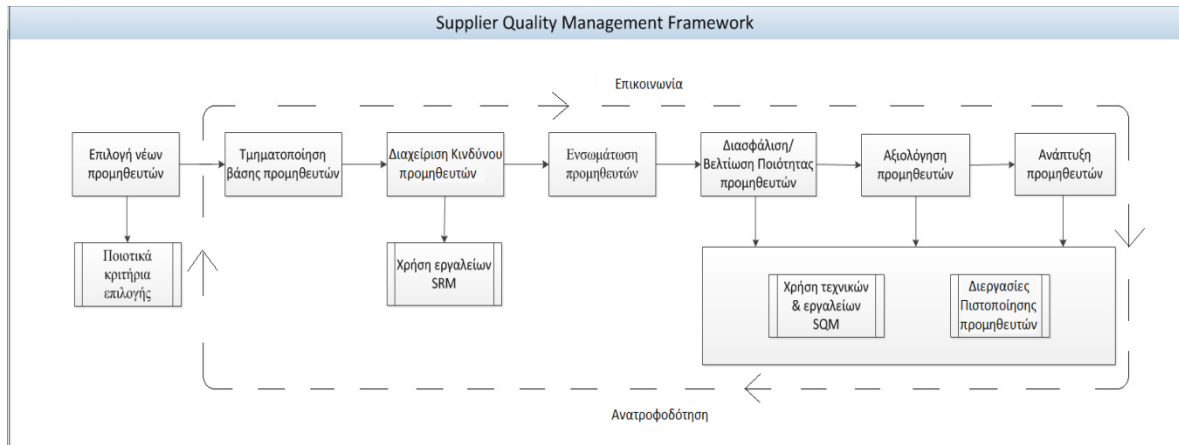 Supplier Quality Management Framework
Επικοινωνία
Επιλογή νέων
προμηθευτών
Τμηματοποίηση
βάσης προμηθευτών
Διαχείριση Κινδύνου
προμηθευτών
Ενσωμάτωση
προμηθευτών
Διασφάλιση/
Βελτίωση Ποιότητας
προμηθευτών
Αξιολόγηση
προμηθευτών
Ανάπτυξη
προμηθευτών
Ποιοτικά
κριτήρια
επιλογής
Χρήση εργαλείων
SRM
Χρήση τεχνικών
& εργαλείων
SQM
Διεργασίες
Πιστοποίησης
προμηθευτών
Ανατροφοδότηση